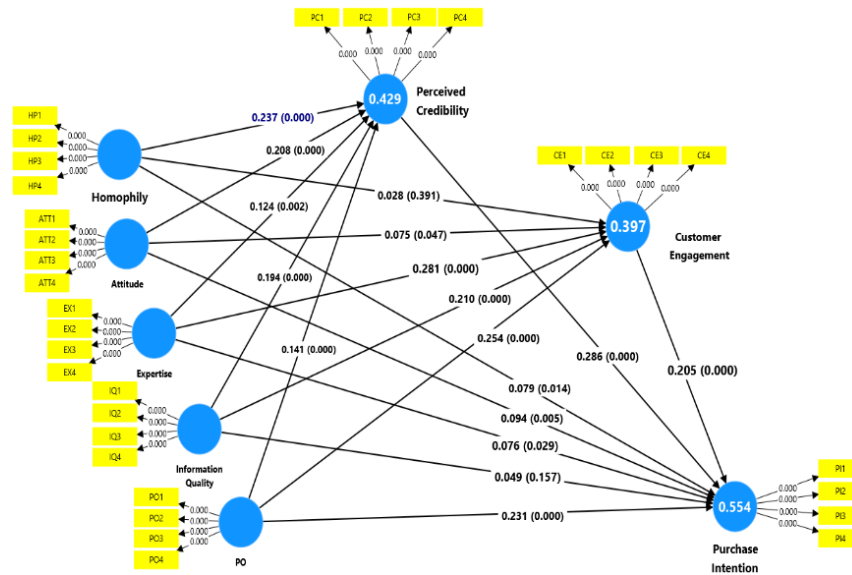 PC1 PC2 PC3 PC4
0.000 0.000 0.000 0.000
0.429
Perceived
Credibility
HP1
HP2
HP3
HP4
0.000
0.000
0.000
0.000
Homophily
0.237 (0.000)
0.208 (0.000)
0.124 (0.002)
0.194 (0.000)
0.141 (0.000)
CE1 CE2 CE3 CE4
0.000 0.000 0.000 0.000
0.397
Customer
Engagement
0.028 (0.391)
0.075 (0.047)
0.281 (0.000)
0.210 (0.000)
0.254 (0.000)
ATT1
ATT2
ATT3
ATT4
0.000
0.000
0.000
0.000
Attitude
EX1
EX2
EX3
EX4
0.000
0.000
0.000
0.000
Expertise
IQ1
IQ2
IQ3
IQ4
0.000
0.000
0.000
0.000
Information
Quality
PO1
PO2
PO3
PO4
0.000
0.000
0.000
0.000
PO
0.286 (0.000)
0.205 (0.000)
0.079 (0.014)
0.094 (0.005)
0.076 (0.029)
0.049 (0.157)
0.231 (0.000)
0.554
Purchase
Intention
0.000
0.000
0.000
0.000
PI1
PI2
PI3
PI4